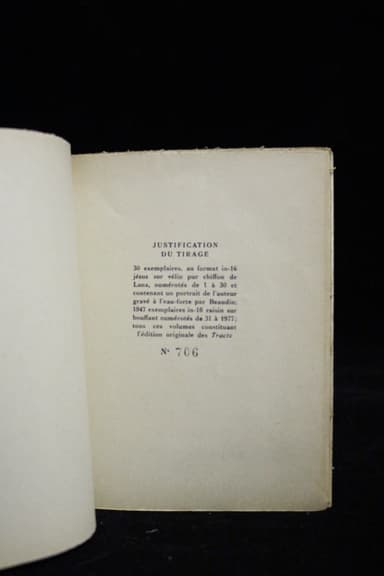 JUSTIFICATION
DU TIRAGE
30 exemplaires, au format in-16
jésus sur vélin pur chiffon de
Lana, numérotés de 1 à 30 et
contenant un portrait de l'auteur
gravé à l'eau-forte par Beaudin;
1947 exemplaires in-16 raisin sur
bouffant numérotés de 31 à 1977;
tous ces volumes constituant
l'édition originale des Tracts
N° 706